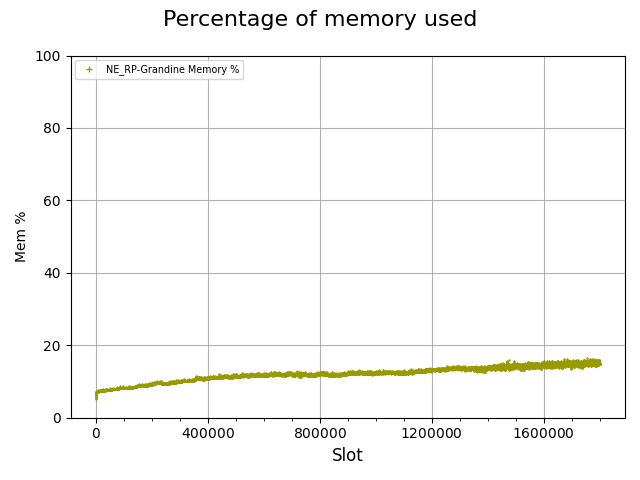 Percentage of memory used
NE_RP-Grandine Memory %
100
80
60
40
20
0
Mem %
0 400000 800000 1200000 1600000
Slot